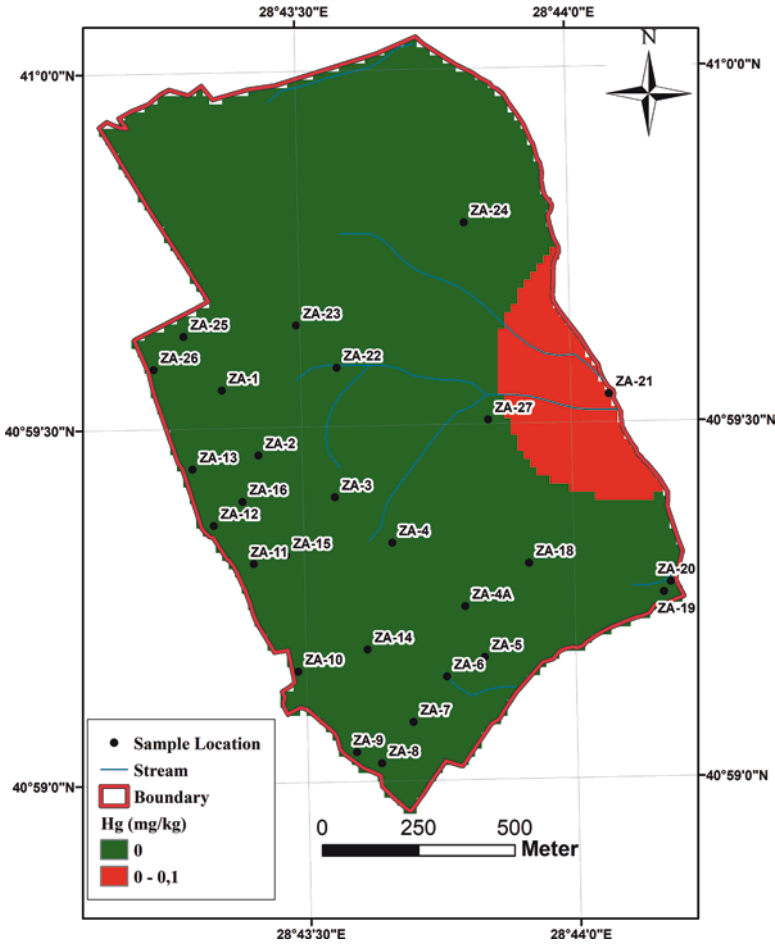 28°43'30"E
28°44'0"E
N
41°0'0"N
41°0'0"N
ZA-24
ZA-23
ZA-25
ZA-22
ZA-26
ZA-1
ZA-21
ZA-27
40°59'30"N
40°59'30"N
ZA-2
ZA-13
ZA-3
ZA-16
ZA-12
ZA-15
ZA-4
ZA-11
ZA-18
ZA-20
ZA-4A
ZA-19
ZA-14
ZA-5
ZA-10
ZA-6
ZA-7
ZA-9
ZA-8
Sample Location
Stream
Boundary
Hg (mg/kg)
0
0 - 0,1
40°59'0"N
40°59'0"N
0 250 500
Meter
28°43'30"E
28°44'0"E